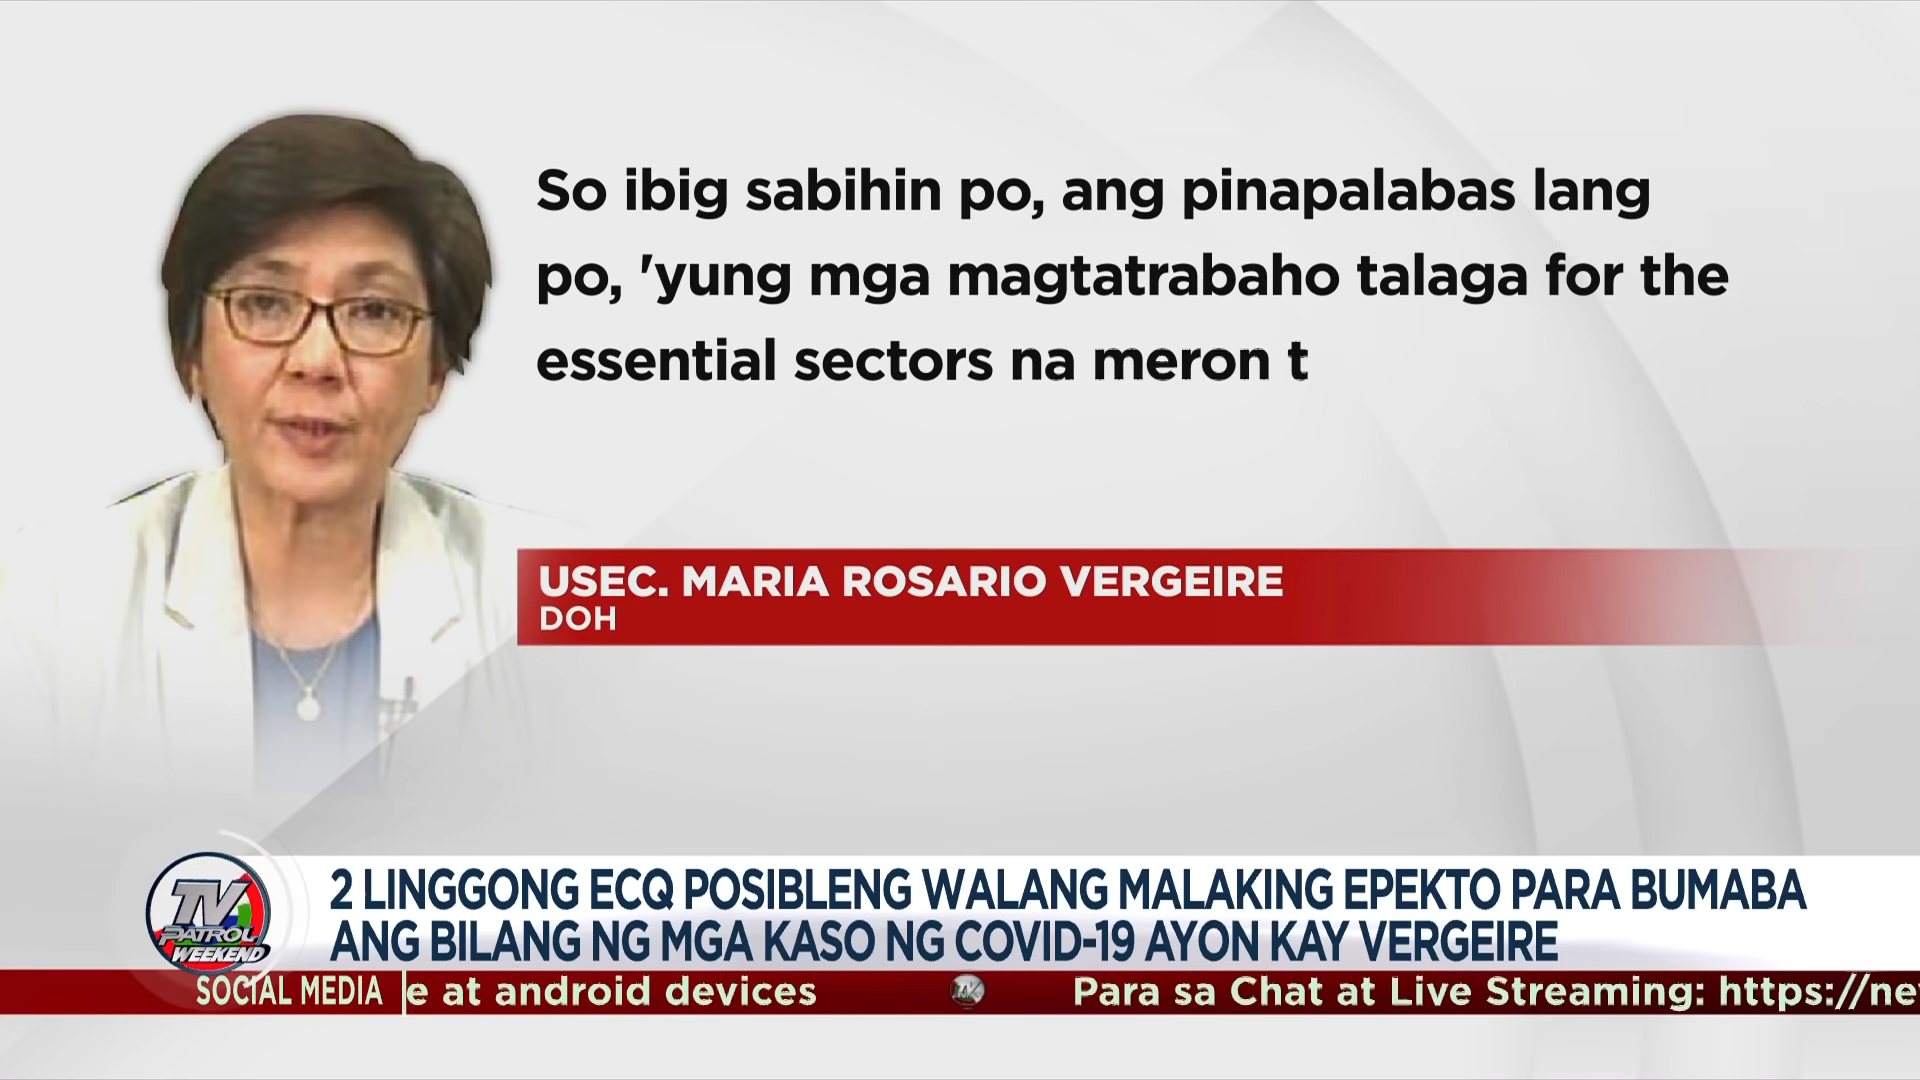 So ibig sabihin po, ang pinapalabas lang
po, 'yung mga magtatrabaho talaga for the
essential sectors na meron t
USEC. MARIA ROSARIO VERGEIRE
DOH
TV
PATROL
WEEKEND
2 LINGGONG ECQ POSIBLENG WALANG MALAKING EPEKTO PARA BUMABA
ANG BILANG NG MGA KASO NG COVID-19 AYON KAY VERGEIRE
SOCIAL MEDIA e at android devices Para sa Chat at Live Streaming: https://ne